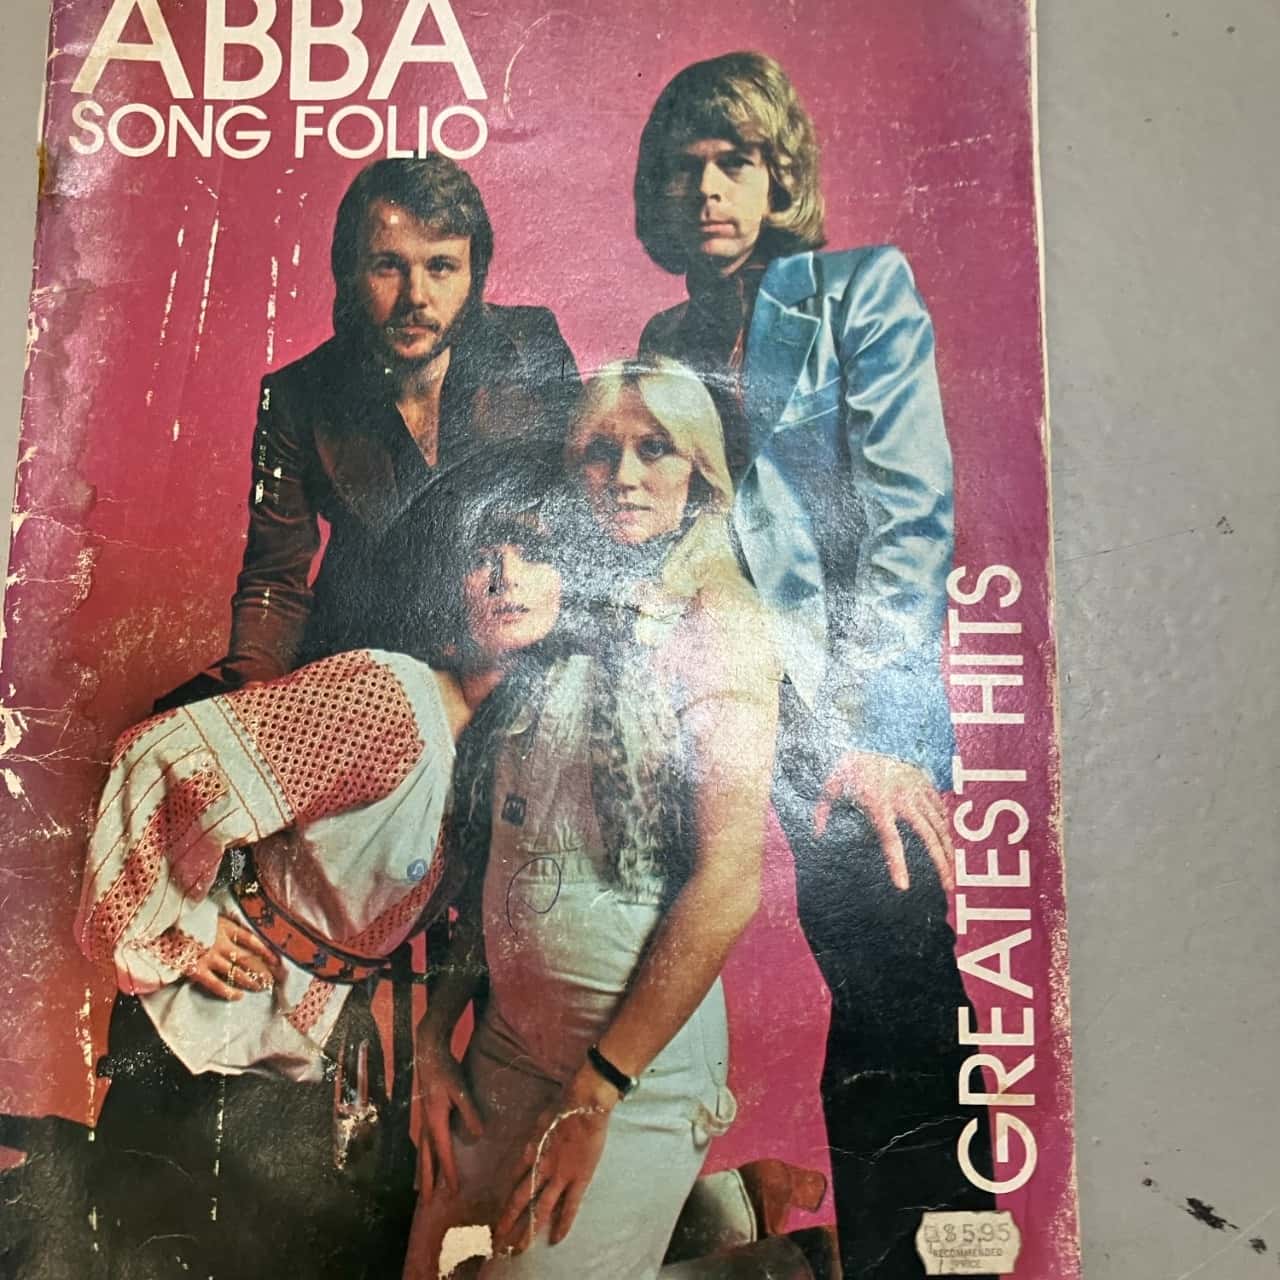 ABBA
SONG FOLIO
GREATEST HITS
$5.95
RECOMMENDED
PRICE